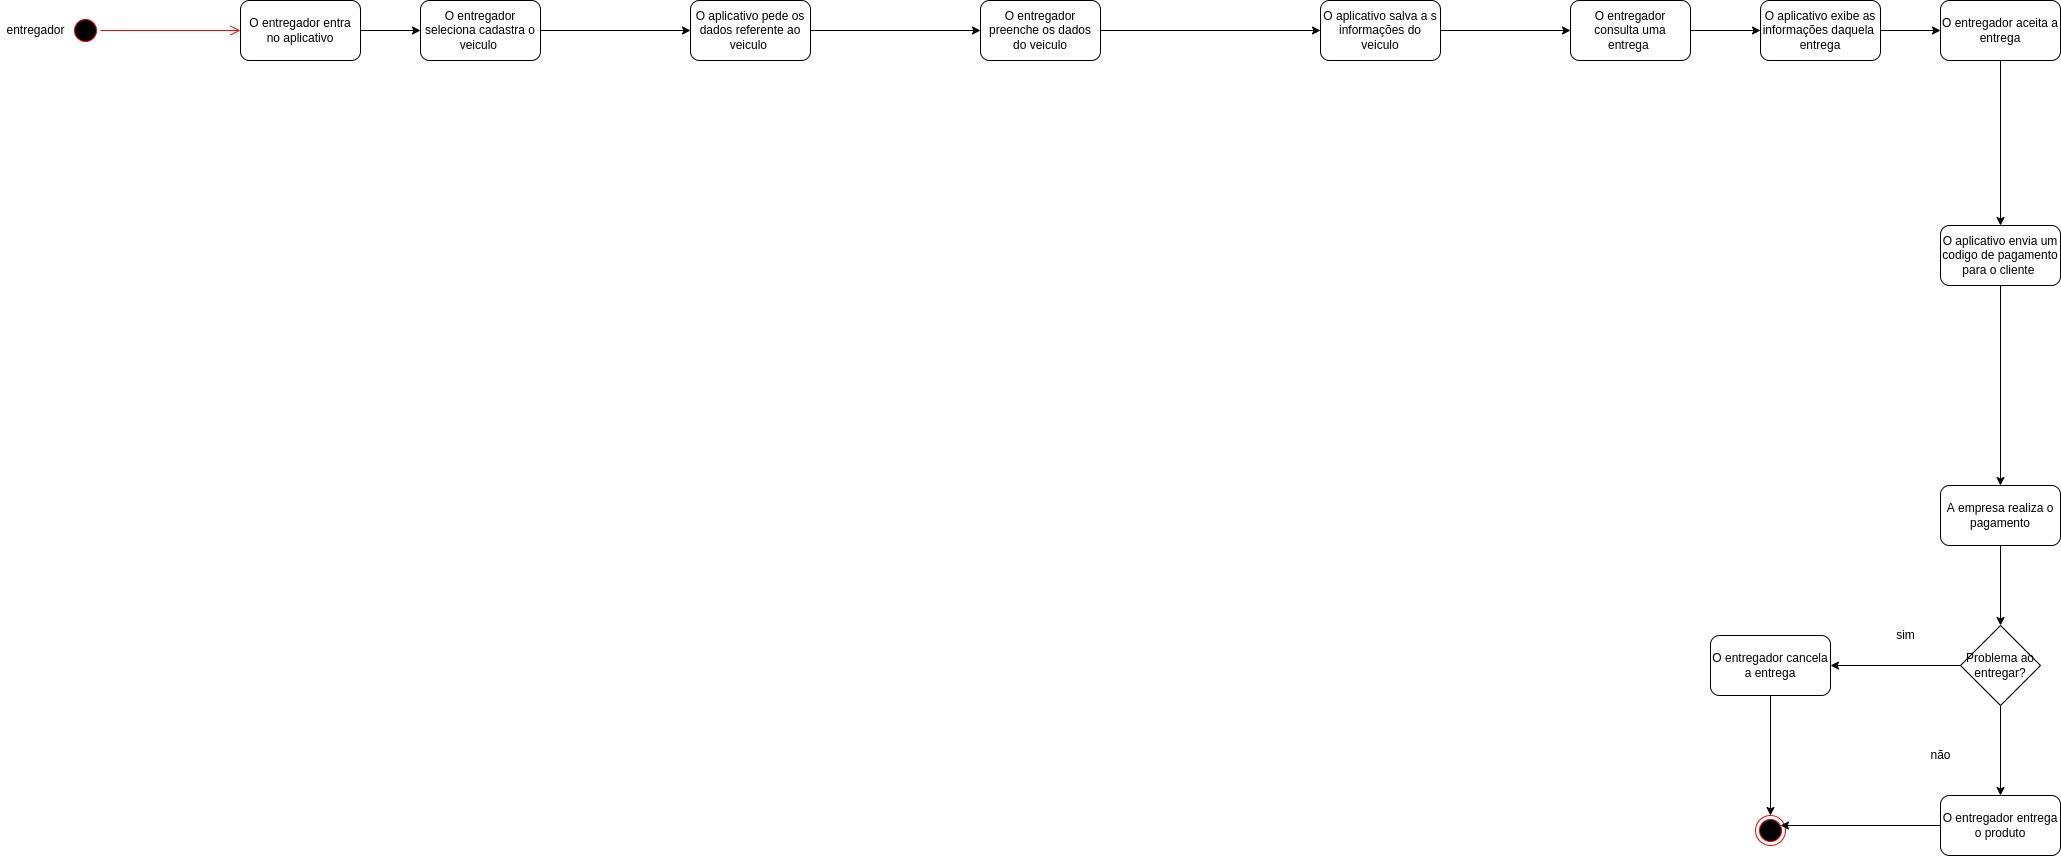 entregador
O entregador entra
no aplicativo
O entregador
seleciona cadastra o
veiculo
O aplicativo pede os
dados referente ao
veiculo
O entregador
preenche os dados
do veiculo
O aplicativo salva a s
informações do
veiculo
O entregador
consulta uma
entrega
O aplicativo exibe as
informações daquela
entrega
O entregador aceita a
entrega
O aplicativo envia um
codigo de pagamento
para o cliente
A empresa realiza o
pagamento
Problema ao
entregar?
sim
O entregador cancela
a entrega
não
O entregador entrega
o produto